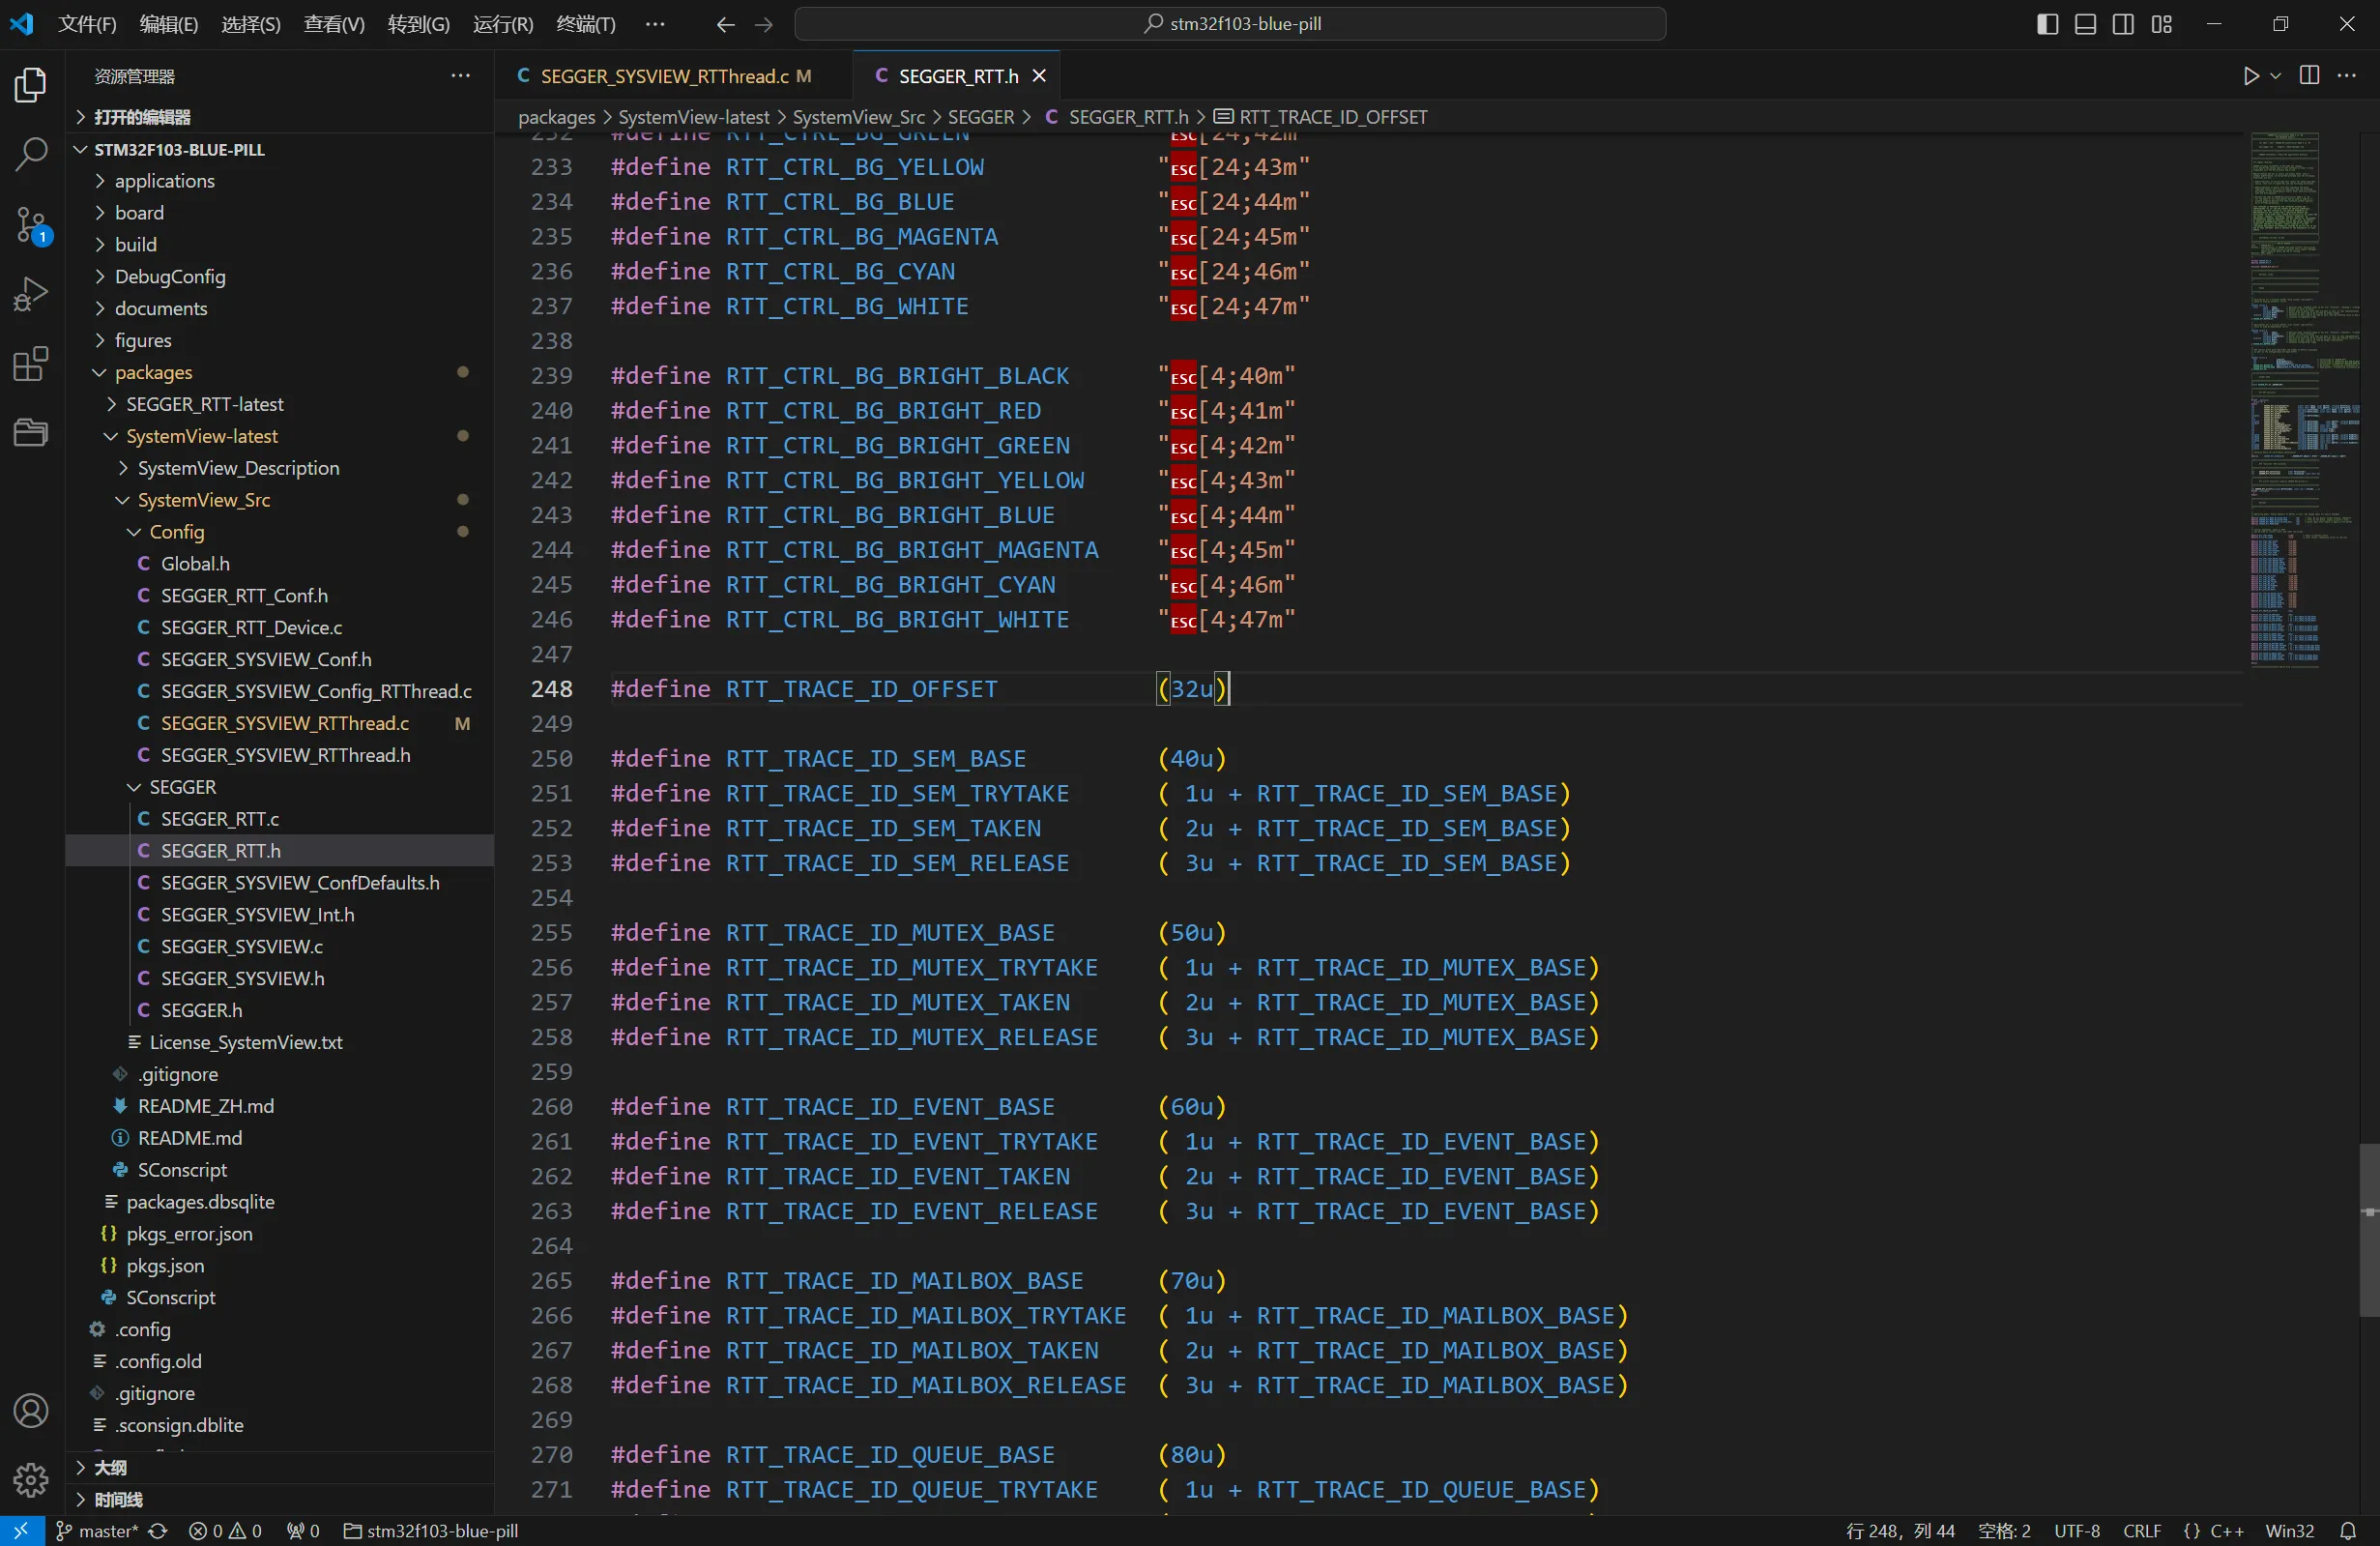 文件(F) 编辑(E) 选择(S) 查看(V) 转到(G) 运行(R) 终端(T) ··· stm32f103-blue-pill
资源管理器 ···
打开的编辑器
STM32F103-BLUE-PILL
applications
board
build
DebugConfig
documents
figures
packages
SEGGER_RTT-latest
SystemView-latest
SystemView_Description
SystemView_Src
Config
C Global.h
C SEGGER_RTT_Conf.h
C SEGGER_RTT_Device.c
C SEGGER_SYSVIEW_Conf.h
C SEGGER_SYSVIEW_Config_RTThread.c
C SEGGER_SYSVIEW_RTThread.c M
C SEGGER_SYSVIEW_RTThread.h
SEGGER
C SEGGER_RTT.c
C SEGGER_RTT.h
C SEGGER_SYSVIEW_ConfDefaults.h
C SEGGER_SYSVIEW_Int.h
C SEGGER_SYSVIEW.c
C SEGGER_SYSVIEW.h
C SEGGER.h
License_SystemView.txt
.gitignore
README_ZH.md
README.md
SConscript
packages.dbsqlite
{} pkgs_error.json
{} pkgs.json
SConscript
.config
.config.old
.gitignore
.sconsign.dblite
大纲
时间线
1
C SEGGER_SYSVIEW_RTThread.c M C SEGGER_RTT.h
packages > SystemView-latest > SystemView_Src > SEGGER > C SEGGER_RTT.h > RTT_TRACE_ID_OFFSET
232 #define RTT_CTRL_BG_GREEN "ESC[24;42m"
233 #define RTT_CTRL_BG_YELLOW "ESC[24;43m"
234 #define RTT_CTRL_BG_BLUE "ESC[24;44m"
235 #define RTT_CTRL_BG_MAGENTA "ESC[24;45m"
236 #define RTT_CTRL_BG_CYAN "ESC[24;46m"
237 #define RTT_CTRL_BG_WHITE "ESC[24;47m"
238
239 #define RTT_CTRL_BG_BRIGHT_BLACK "ESC[4;40m"
240 #define RTT_CTRL_BG_BRIGHT_RED "ESC[4;41m"
241 #define RTT_CTRL_BG_BRIGHT_GREEN "ESC[4;42m"
242 #define RTT_CTRL_BG_BRIGHT_YELLOW "ESC[4;43m"
243 #define RTT_CTRL_BG_BRIGHT_BLUE "ESC[4;44m"
244 #define RTT_CTRL_BG_BRIGHT_MAGENTA "ESC[4;45m"
245 #define RTT_CTRL_BG_BRIGHT_CYAN "ESC[4;46m"
246 #define RTT_CTRL_BG_BRIGHT_WHITE "ESC[4;47m"
247
248 #define RTT_TRACE_ID_OFFSET (32u)
249
250 #define RTT_TRACE_ID_SEM_BASE (40u)
251 #define RTT_TRACE_ID_SEM_TRYTAKE ( 1u + RTT_TRACE_ID_SEM_BASE)
252 #define RTT_TRACE_ID_SEM_TAKEN ( 2u + RTT_TRACE_ID_SEM_BASE)
253 #define RTT_TRACE_ID_SEM_RELEASE ( 3u + RTT_TRACE_ID_SEM_BASE)
254
255 #define RTT_TRACE_ID_MUTEX_BASE (50u)
256 #define RTT_TRACE_ID_MUTEX_TRYTAKE ( 1u + RTT_TRACE_ID_MUTEX_BASE)
257 #define RTT_TRACE_ID_MUTEX_TAKEN ( 2u + RTT_TRACE_ID_MUTEX_BASE)
258 #define RTT_TRACE_ID_MUTEX_RELEASE ( 3u + RTT_TRACE_ID_MUTEX_BASE)
259
260 #define RTT_TRACE_ID_EVENT_BASE (60u)
261 #define RTT_TRACE_ID_EVENT_TRYTAKE ( 1u + RTT_TRACE_ID_EVENT_BASE)
262 #define RTT_TRACE_ID_EVENT_TAKEN ( 2u + RTT_TRACE_ID_EVENT_BASE)
263 #define RTT_TRACE_ID_EVENT_RELEASE ( 3u + RTT_TRACE_ID_EVENT_BASE)
264
265 #define RTT_TRACE_ID_MAILBOX_BASE (70u)
266 #define RTT_TRACE_ID_MAILBOX_TRYTAKE ( 1u + RTT_TRACE_ID_MAILBOX_BASE)
267 #define RTT_TRACE_ID_MAILBOX_TAKEN ( 2u + RTT_TRACE_ID_MAILBOX_BASE)
268 #define RTT_TRACE_ID_MAILBOX_RELEASE ( 3u + RTT_TRACE_ID_MAILBOX_BASE)
269
270 #define RTT_TRACE_ID_QUEUE_BASE (80u)
271 #define RTT_TRACE_ID_QUEUE_TRYTAKE ( 1u + RTT_TRACE_ID_QUEUE_BASE)
master* 0 0 0 stm32f103-blue-pill 行 248，列 44 空格: 2 UTF-8 CRLF {} C++ Win32